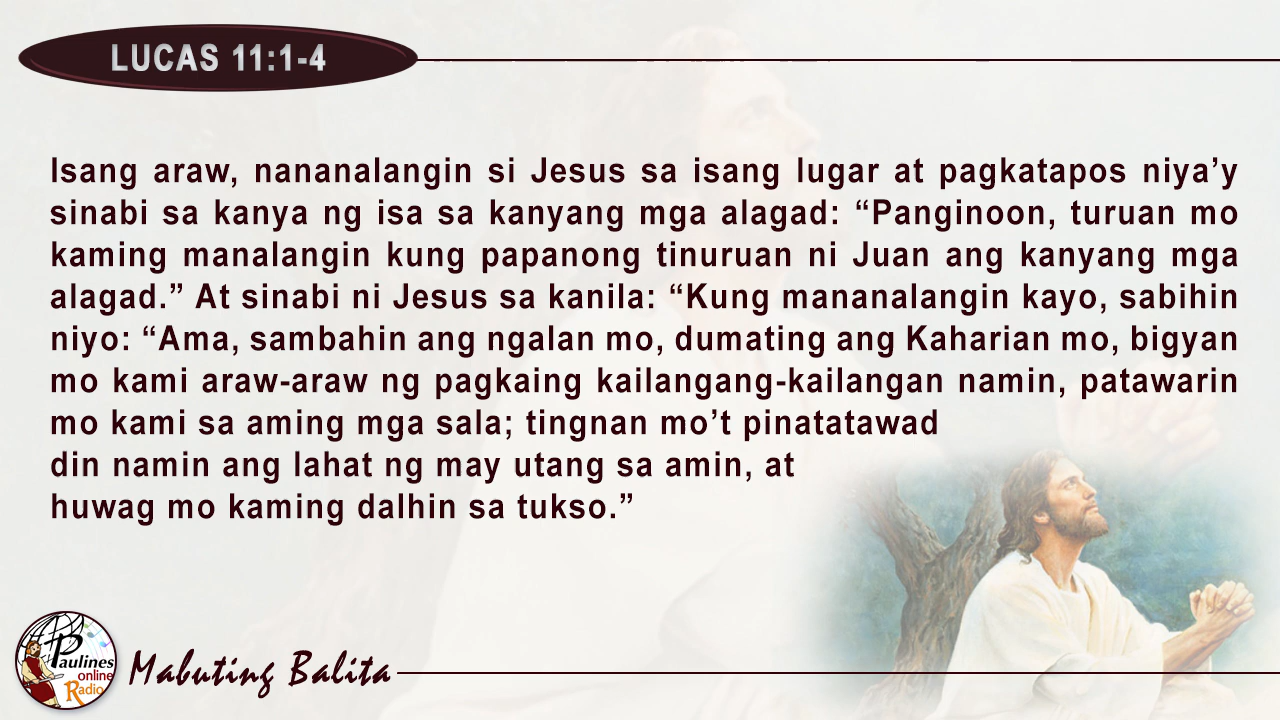 LUCAS 11:1-4
Isang araw, nananalangin si Jesus sa isang lugar at pagkatapos niya’y
sinabi sa kanya ng isa sa kanyang mga alagad: “Panginoon, turuan mo
kaming manalangin kung papanong tinuruan ni Juan ang kanyang mga
alagad.” At sinabi ni Jesus sa kanila: “Kung mananalangin kayo, sabihin
niyo: “Ama, sambahin ang ngalan mo, dumating ang Kaharian mo, bigyan
mo kami araw-araw ng pagkaing kailangang-kailangan namin, patawarin
mo kami sa aming mga sala; tingnan mo’t pinatatawad
din namin ang lahat ng may utang sa amin, at
huwag mo kaming dalhin sa tukso.”
Paulines
online
Radio
Mabuting Balita